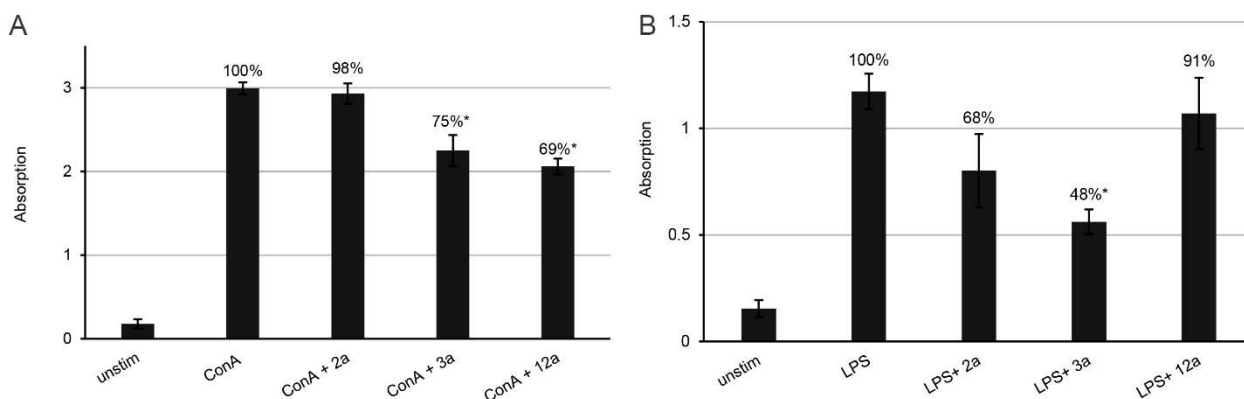 A
Absorption
3
2
1
0
100%
98%
75%*
69%*
unstim
ConA
ConA + 2a
ConA + 3a
ConA + 12a
B
Absorption
1.5
1
0.5
0
100%
68%
48%*
91%
unstim
LPS
LPS+ 2a
LPS+ 3a
LPS+ 12a